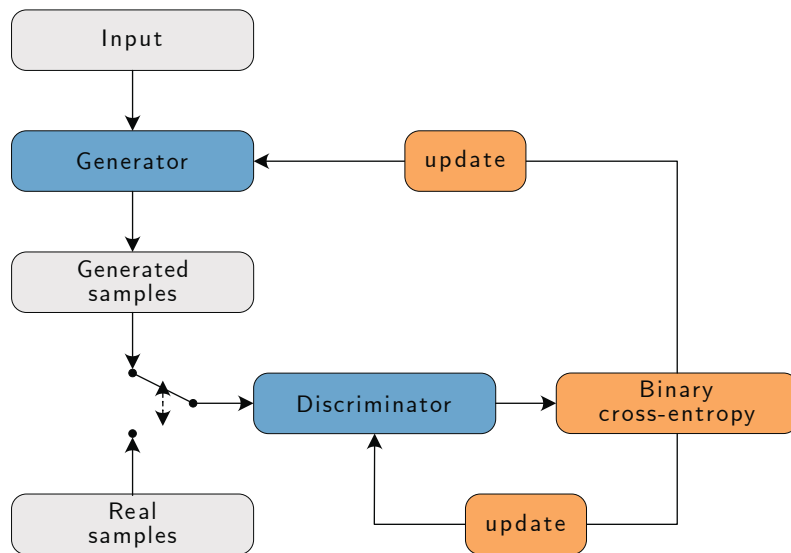 Input
Generator
update
Generated
samples
Discriminator
Binary
cross-entropy
Real
samples
update